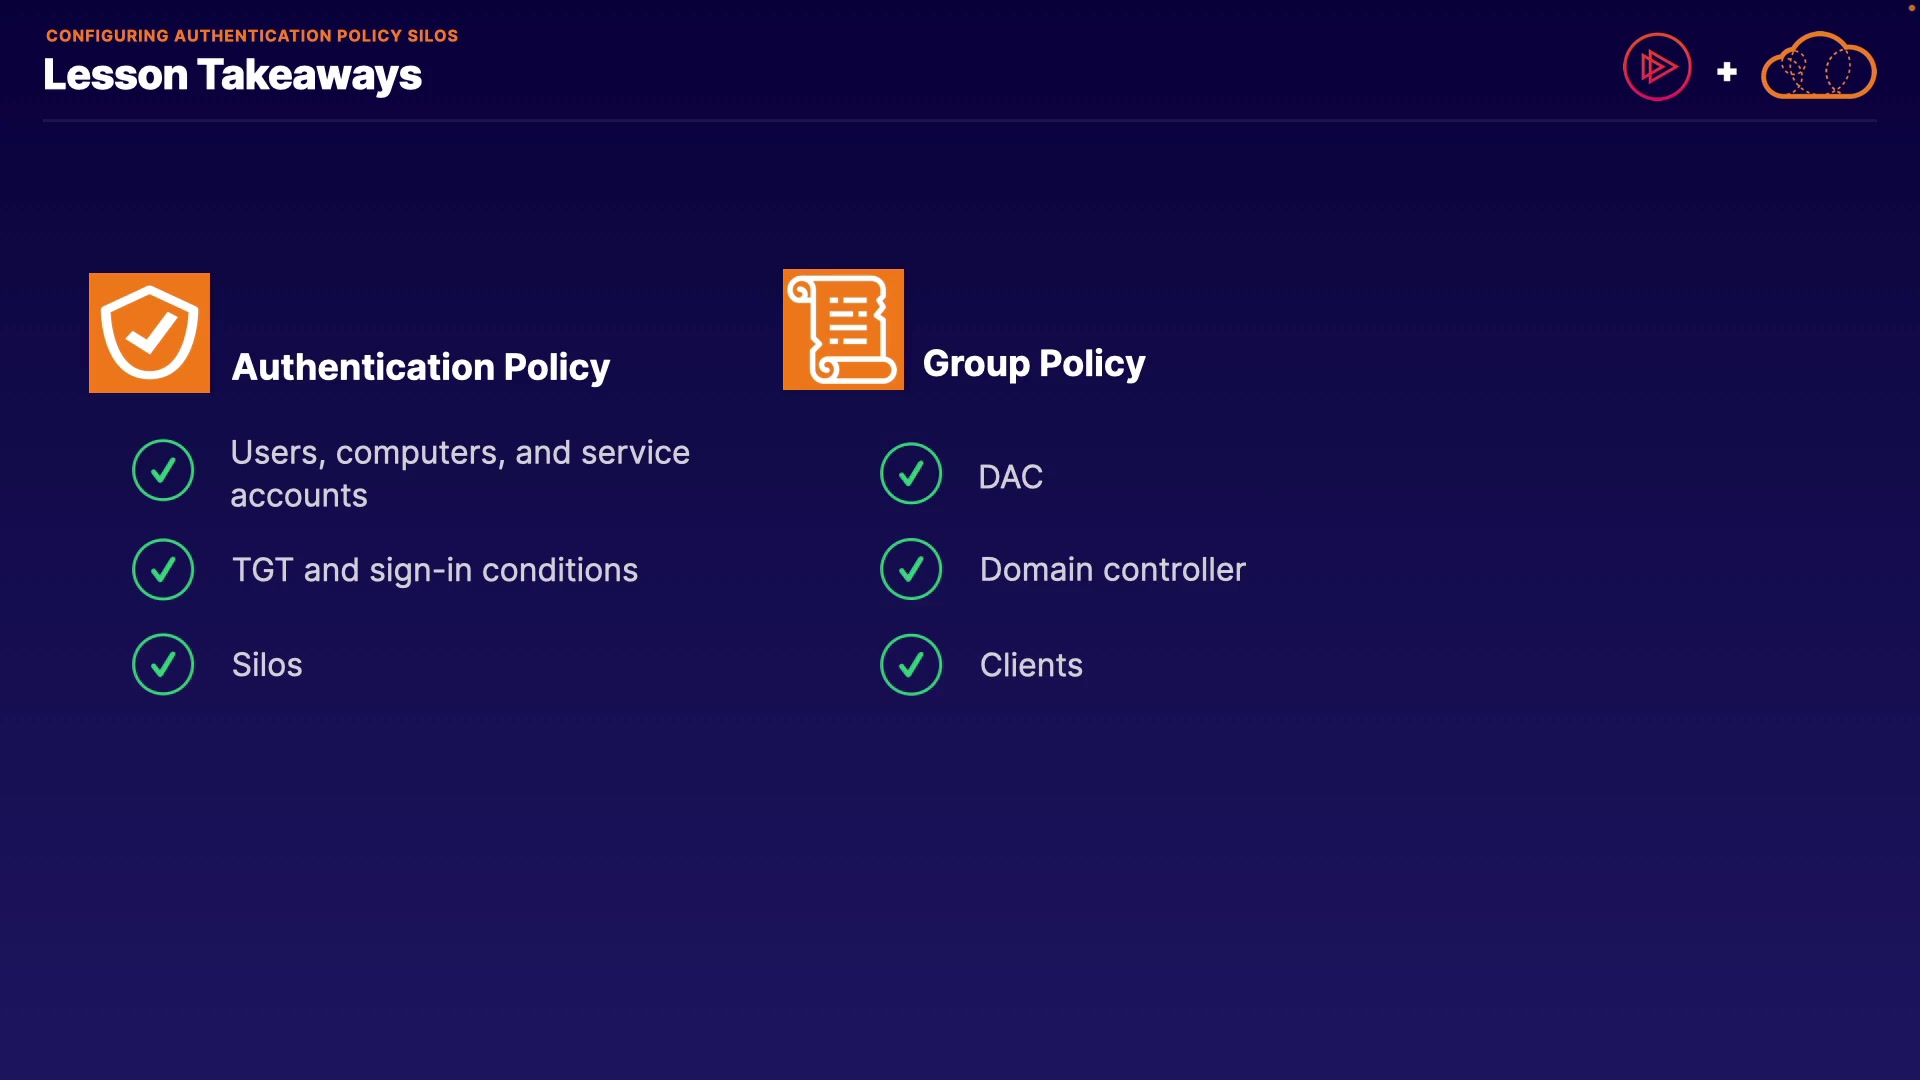 CONFIGURING AUTHENTICATION POLICY SILOS
Lesson Takeaways
Authentication Policy
Users, computers, and service
accounts
TGT and sign-in conditions
Silos
Group Policy
DAC
Domain controller
Clients